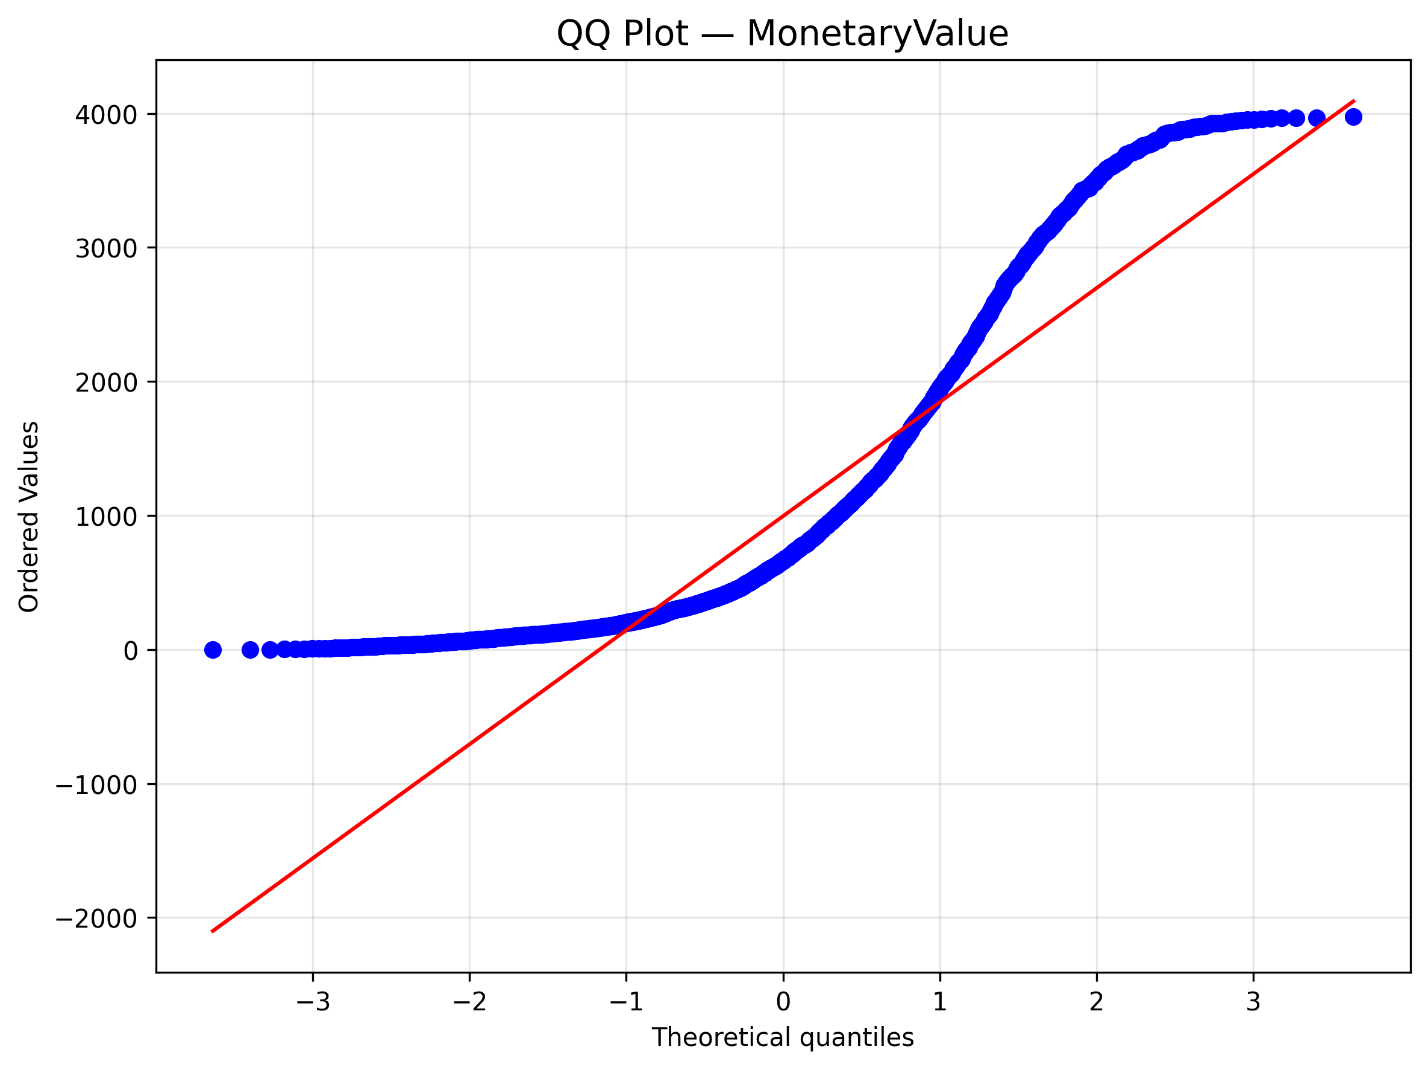 QQ Plot — MonetaryValue
4000
3000
2000
1000
0
−1000
−2000
Ordered Values
−3 −2 −1 0 1 2 3
Theoretical quantiles